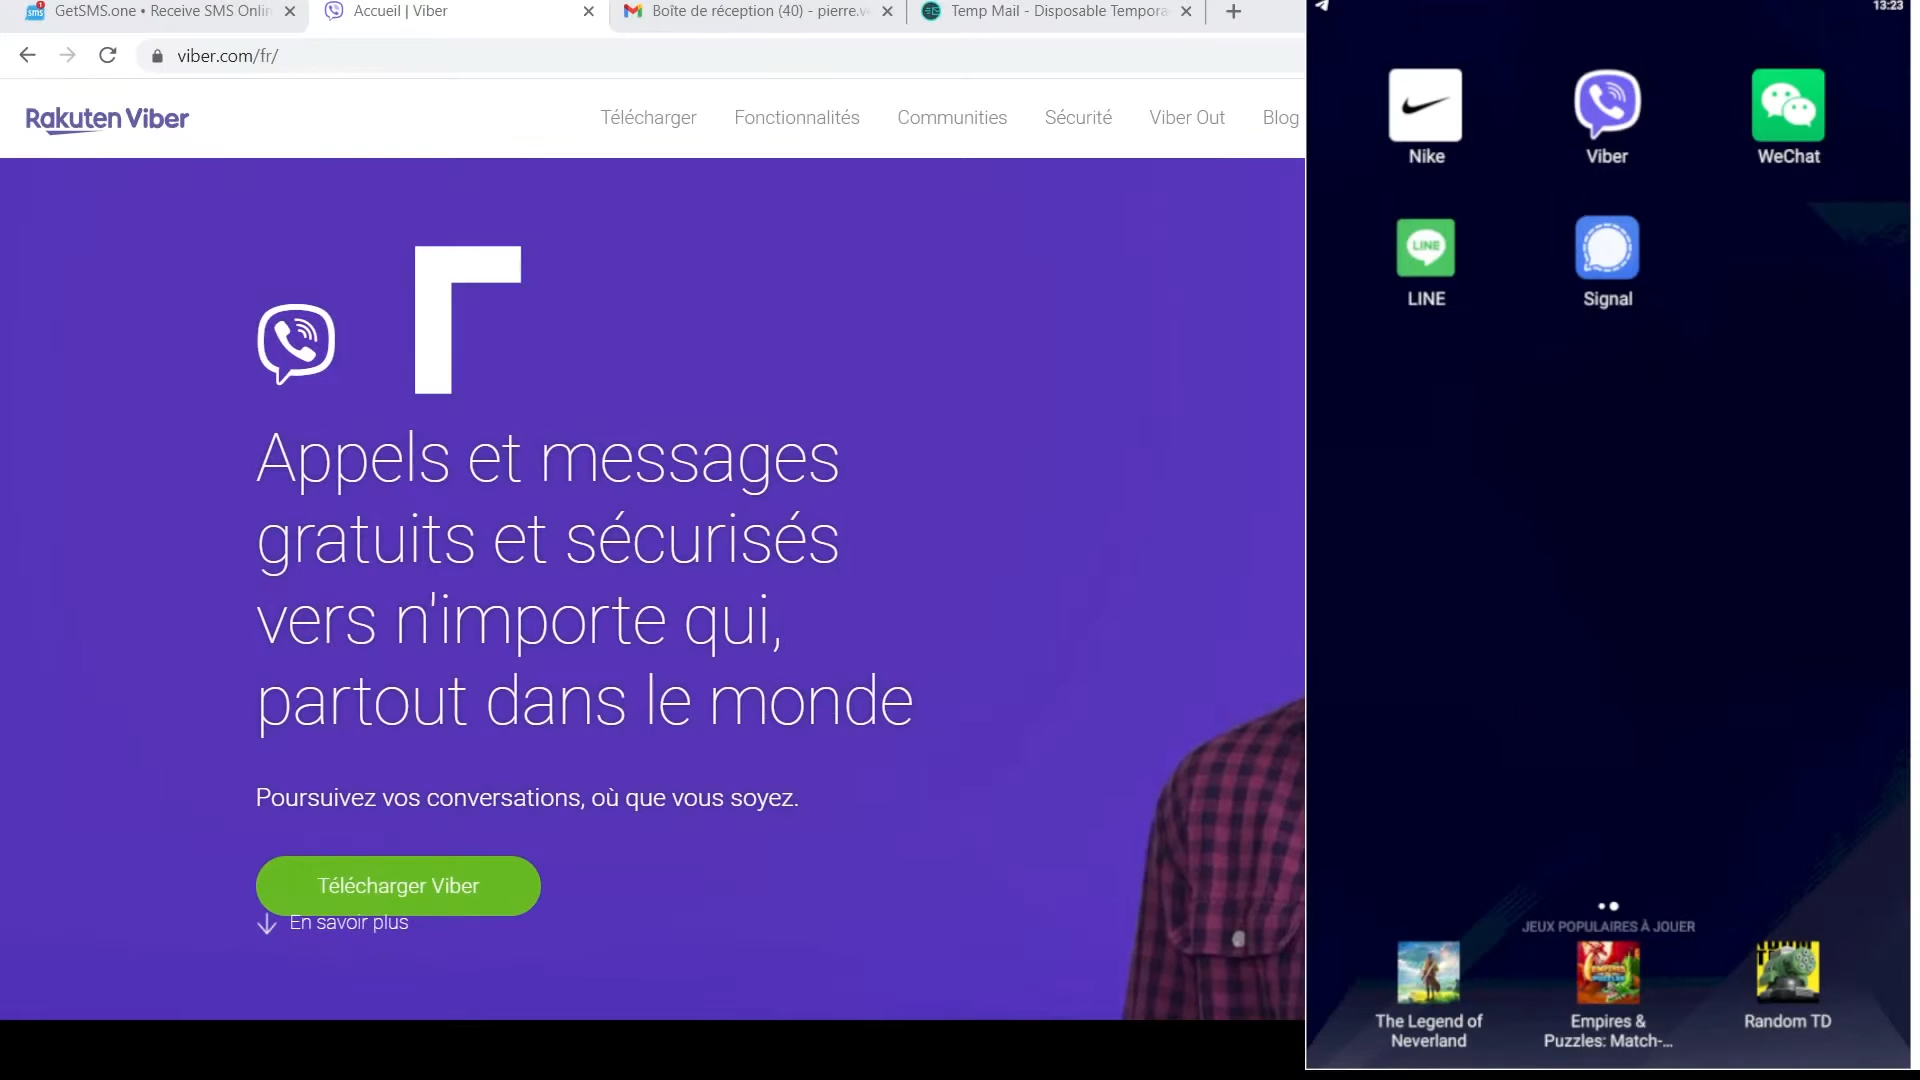 GetSMS.one • Receive SMS Onlin
Accueil | Viber
Boîte de réception (40) - pierre.v
Temp Mail - Disposable Tempora
13:23
viber.com/fr/
Rakuten Viber
Télécharger
Fonctionnalités
Communities
Sécurité
Viber Out
Blog
Nike
Viber
WeChat
LINE
LINE
Signal
Appels et messages
gratuits et sécurisés
vers n'importe qui,
partout dans le monde
Poursuivez vos conversations, où que vous soyez.
Télécharger Viber
En savoir plus
JEUX POPULAIRES À JOUER
The Legend of
Neverland
Empires &
Puzzles: Match-...
Random TD